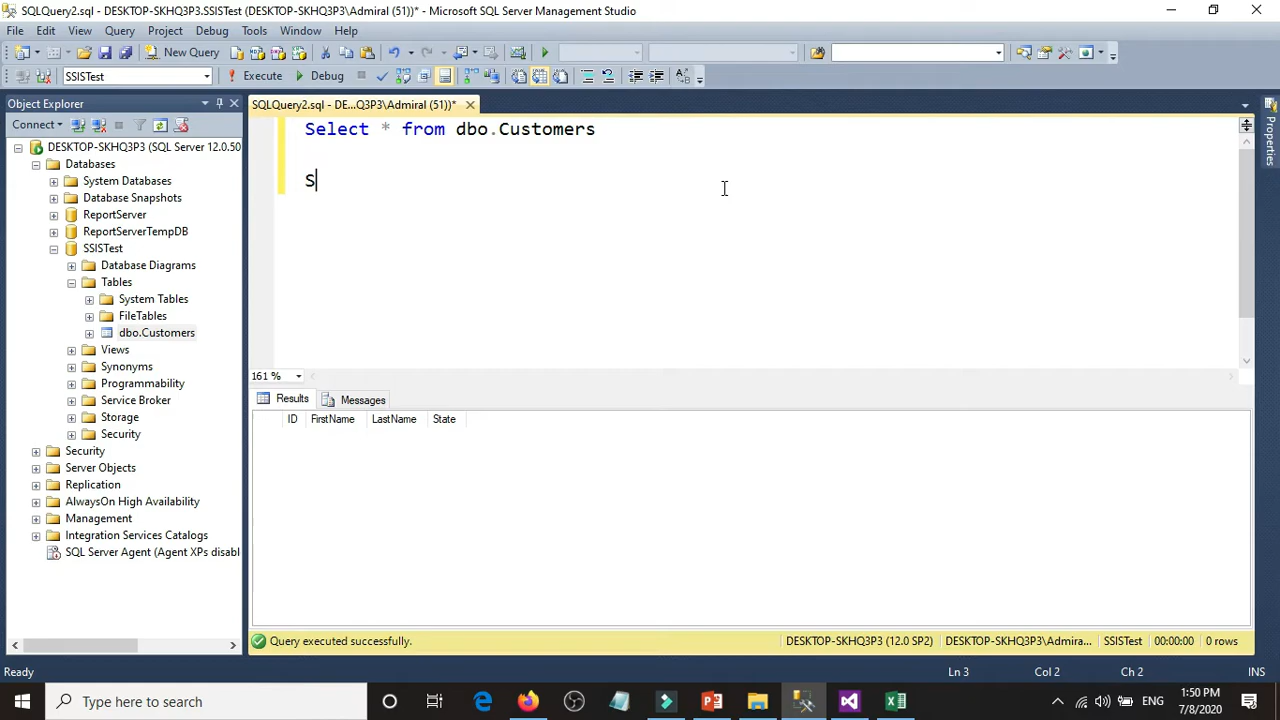 SQLQuery2.sql - DESKTOP-SKHQ3P3.SSISTest (DESKTOP-SKHQ3P3\Admiral (51))* - Microsoft SQL Server Management Studio
File Edit View Query Project Debug Tools Window Help
New Query
SSISTest Execute Debug
Object Explorer
Connect
DESKTOP-SKHQ3P3 (SQL Server 12.0.50
Databases
System Databases
Database Snapshots
ReportServer
ReportServerTempDB
SSISTest
Database Diagrams
Tables
System Tables
FileTables
dbo.Customers
Views
Synonyms
Programmability
Service Broker
Storage
Security
Security
Server Objects
Replication
AlwaysOn High Availability
Management
Integration Services Catalogs
SQL Server Agent (Agent XPs disabl
SQLQuery2.sql - DE...Q3P3\Admiral (51))*
Select * from dbo.Customers
S
161 %
Results Messages
ID FirstName LastName State
Query executed successfully. DESKTOP-SKHQ3P3 (12.0 SP2) DESKTOP-SKHQ3P3\Admira... SSISTest 00:00:00 0 rows
Properties
Ready Ln 3 Col 2 Ch 2 INS
Type here to search
ENG
1:50 PM
7/8/2020